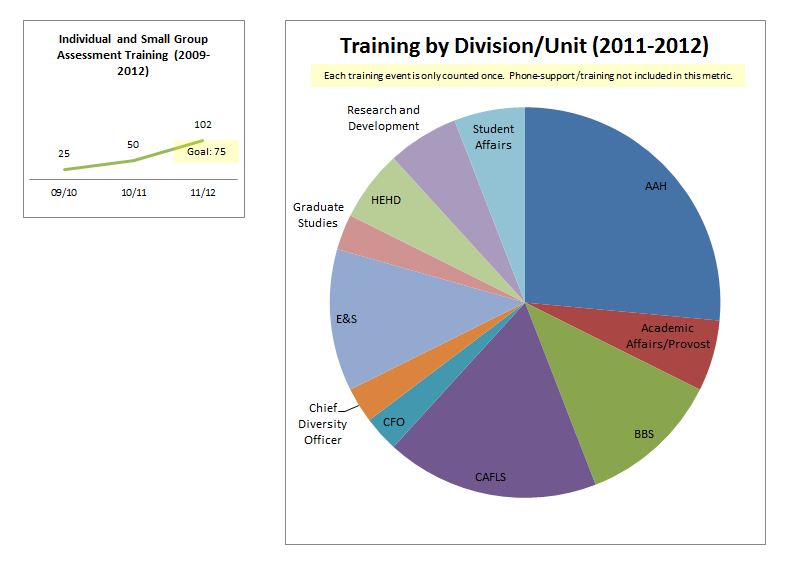 Individual and Small Group
Assessment Training (2009-
2012)
25
50
102
Goal: 75
09/10
10/11
11/12
Training by Division/Unit (2011-2012)
Each training event is only counted once. Phone-support/training not included in this metric.
Research and
Development
Student
Affairs
AAH
HEHD
Graduate
Studies
E&S
Academic
Affairs/Provost
Chief
Diversity
Officer
CFO
BBS
CAFLS